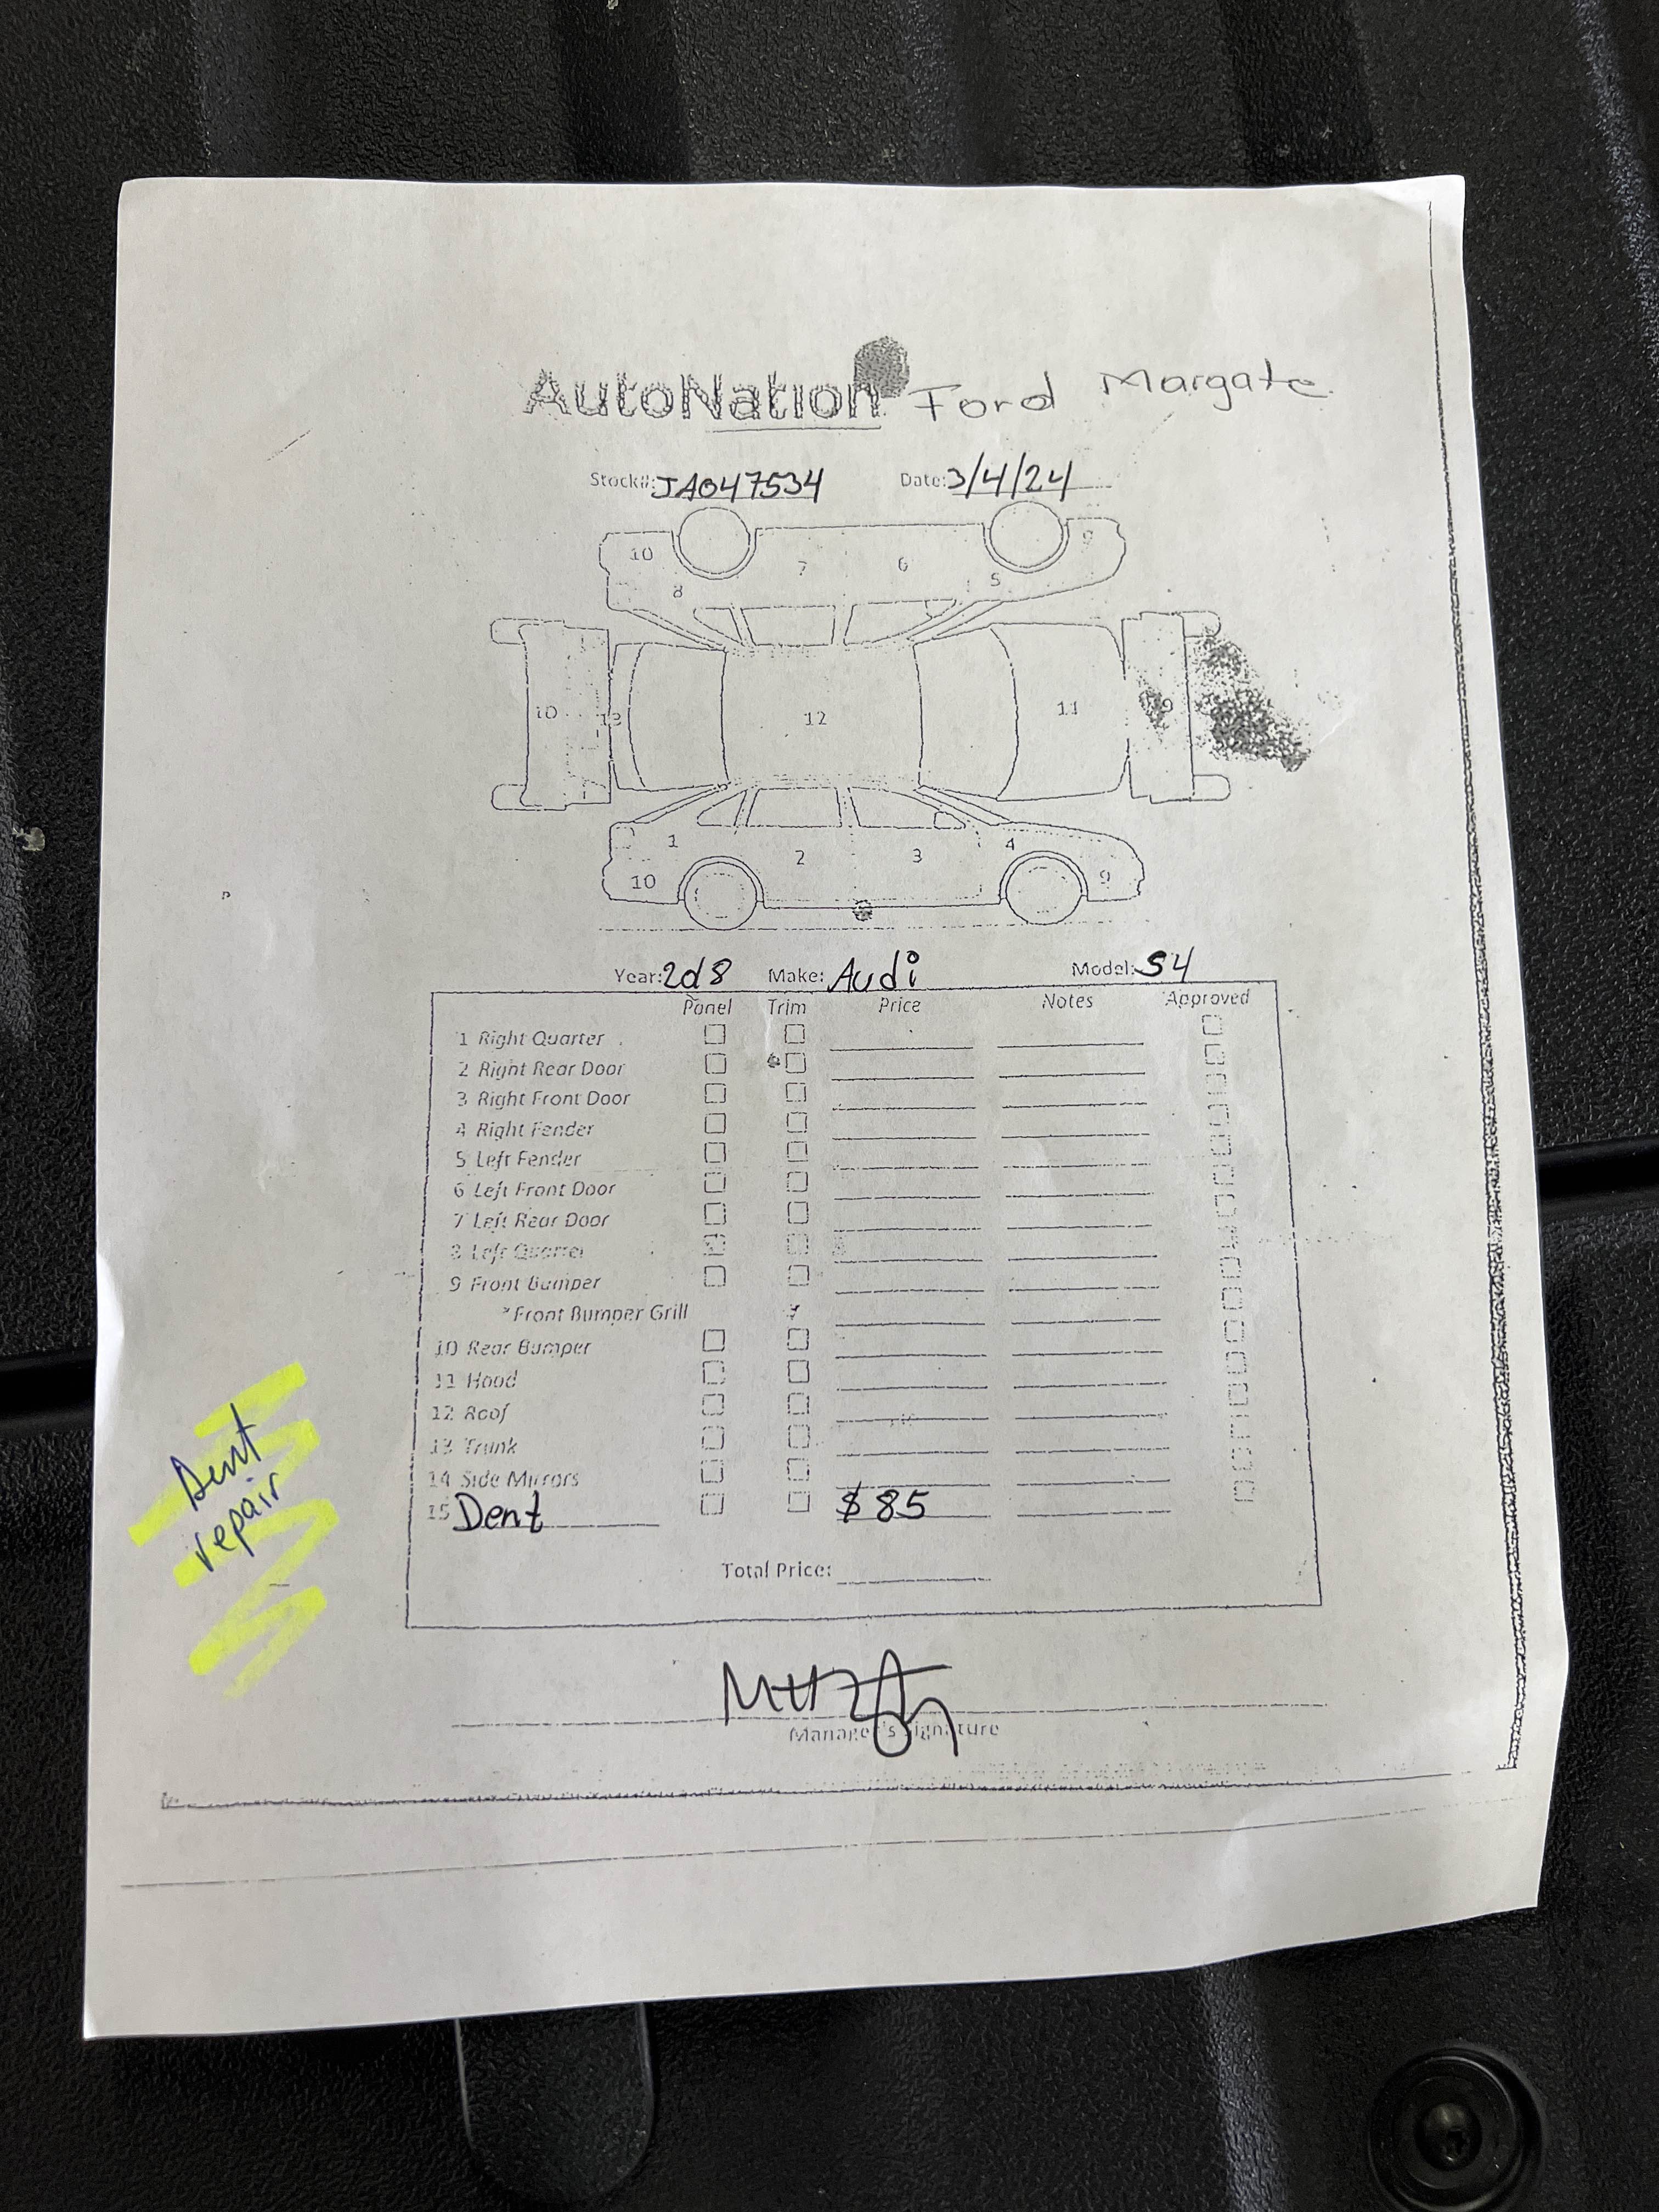 AutoNation Ford Margate
Stock#: JA047534 Date: 3/4/24
10 7 6 9
8 5
10 13 12 11 9
1 2 3 4
10 9
Year: 2018 Make: Audi Model: S4
Panel Trim Price Notes Approved
1 Right Quarter
2 Right Rear Door
3 Right Front Door
4 Right Fender
5 Left Fender
6 Left Front Door
7 Left Rear Door
8 Left Quarter
9 Front Bumper
*Front Bumper Grill
10 Rear Bumper
11 Hood
12 Roof
13 Trunk
14 Side Mirrors
15 Dent $85
Total Price:
Manager's Signature
Dent
repair